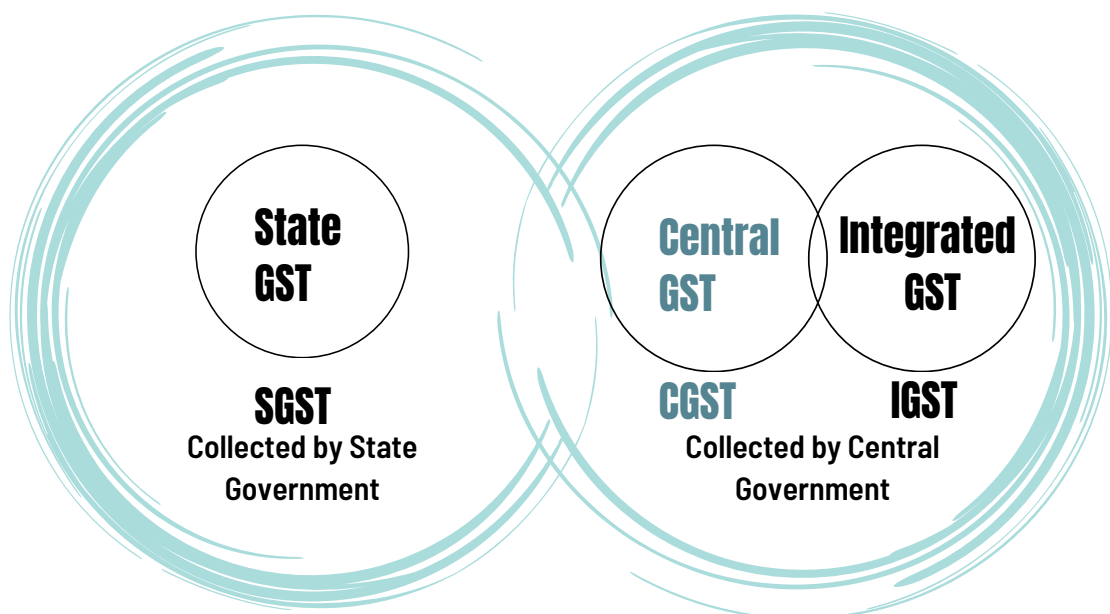 State
GST
SGST
Collected by State
Government
Central
GST
CGST
Integrated
GST
IGST
Collected by Central
Government